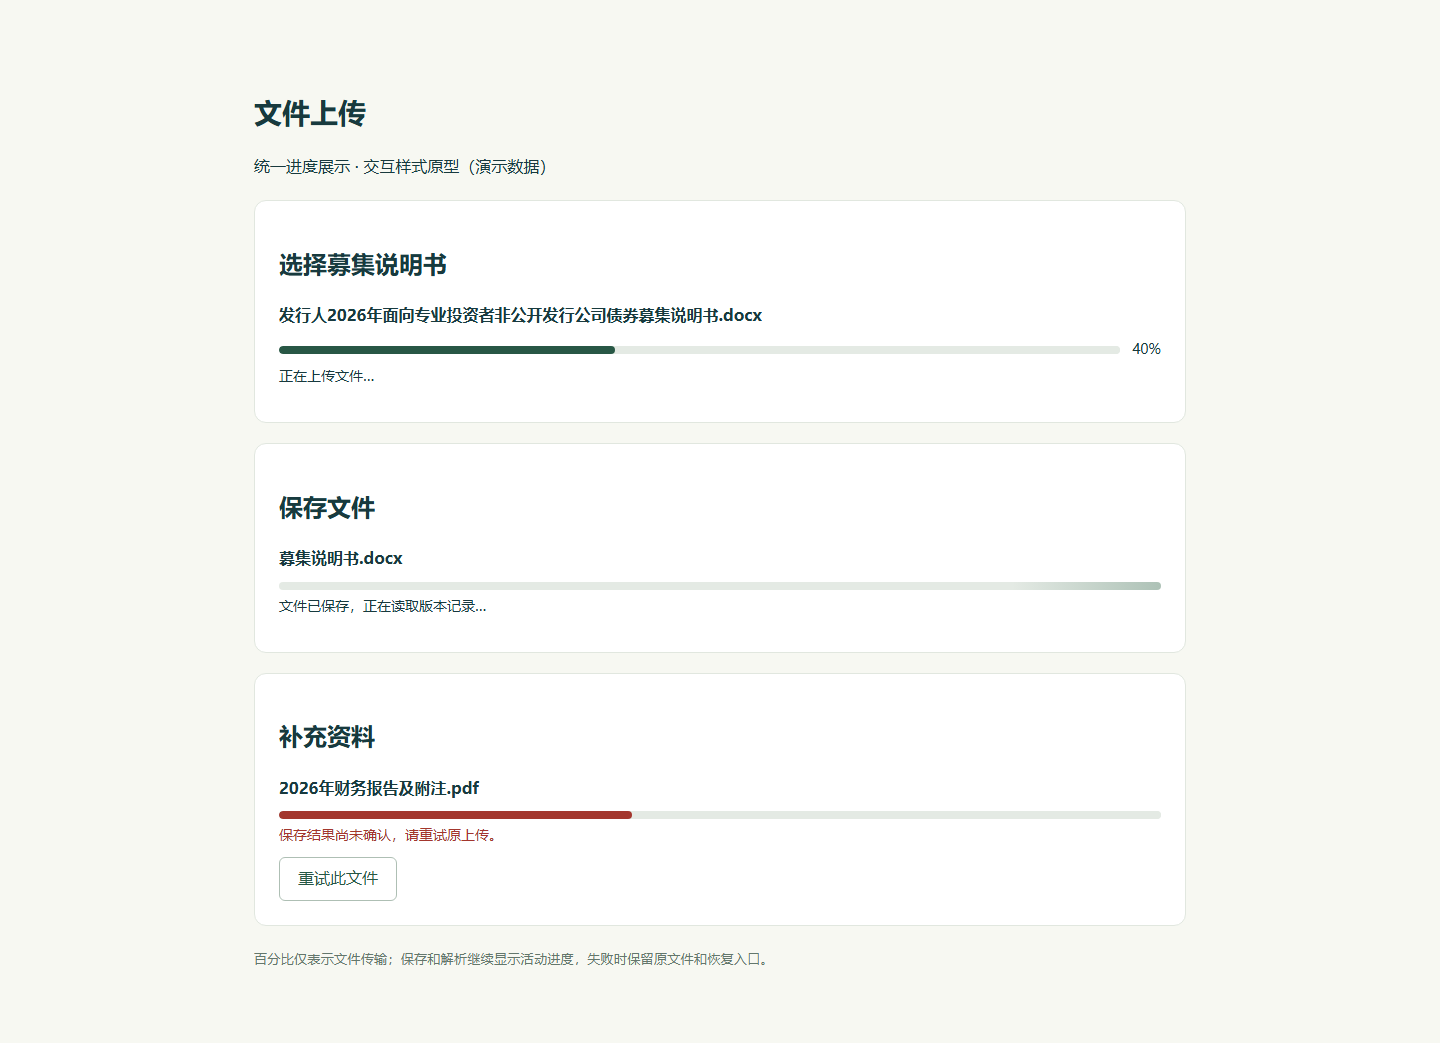 文件上传
统一进度展示 · 交互样式原型（演示数据）
选择募集说明书
发行人2026年面向专业投资者非公开发行公司债券募集说明书.docx
40%
正在上传文件...
保存文件
募集说明书.docx
文件已保存，正在读取版本记录...
补充资料
2026年财务报告及附注.pdf
保存结果尚未确认，请重试原上传。
重试此文件
百分比仅表示文件传输；保存和解析继续显示活动进度，失败时保留原文件和恢复入口。